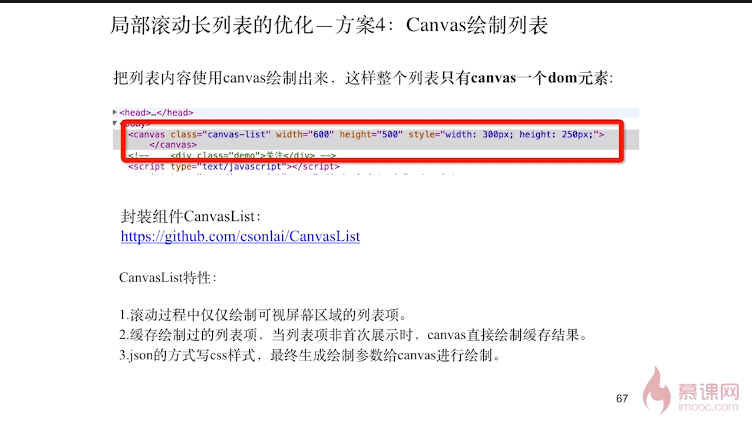 局部滚动长列表的优化—方案4：Canvas绘制列表
把列表内容使用canvas绘制出来，这样整个列表只有canvas一个dom元素：
<head>…</head>
<canvas class="canvas-list" width="600" height="500" style="width: 300px; height: 250px;">
</canvas>
<!-- <div class="demo">关注</div> -->
<script type="text/javascript"></script>
封装组件CanvasList：
https://github.com/csonlai/CanvasList
CanvasList特性：
1.滚动过程中仅仅绘制可视屏幕区域的列表项。
2.缓存绘制过的列表项，当列表项非首次展示时，canvas直接绘制缓存结果。
3.json的方式写css样式，最终生成绘制参数给canvas进行绘制。
67
慕课网
imooc.com